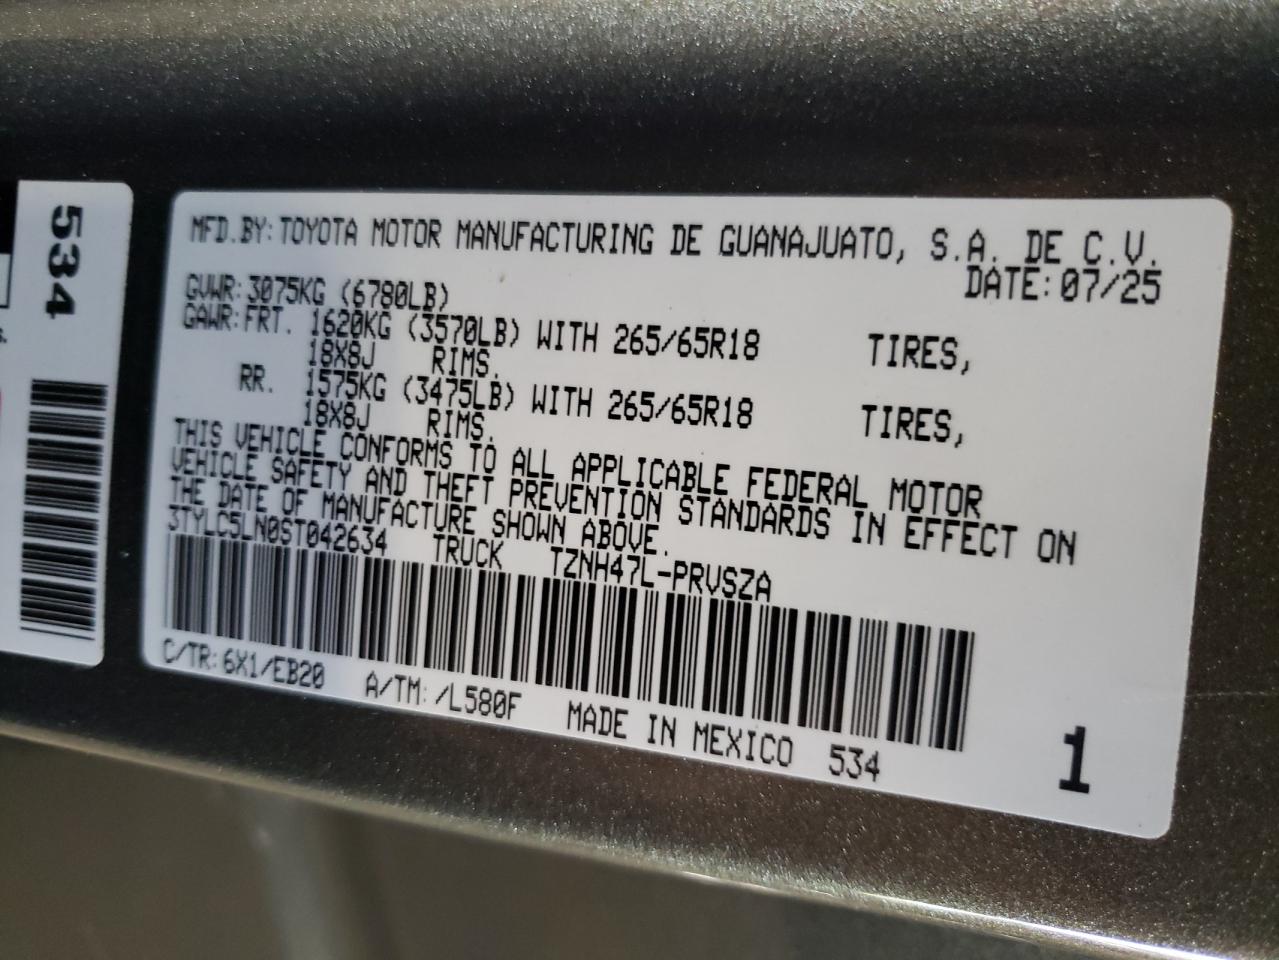 534
s.
MFD.BY: TOYOTA MOTOR MANUFACTURING DE GUANAJUATO, S.A. DE C.V.
DATE: 07/25
GVWR: 3075KG (6780LB)
GAWR: FRT. 1620KG (3570LB) WITH 265/65R18 TIRES,
18X8J RIMS.
RR. 1575KG (3475LB) WITH 265/65R18 TIRES,
18X8J RIMS.
THIS VEHICLE CONFORMS TO ALL APPLICABLE FEDERAL MOTOR
VEHICLE SAFETY AND THEFT PREVENTION STANDARDS IN EFFECT ON
THE DATE OF MANUFACTURE SHOWN ABOVE.
3TYLC5LN0ST042634 TRUCK TZNH47L-PRVSZA
C/TR: 6X1/EB20 A/TM: /L580F MADE IN MEXICO 534
1